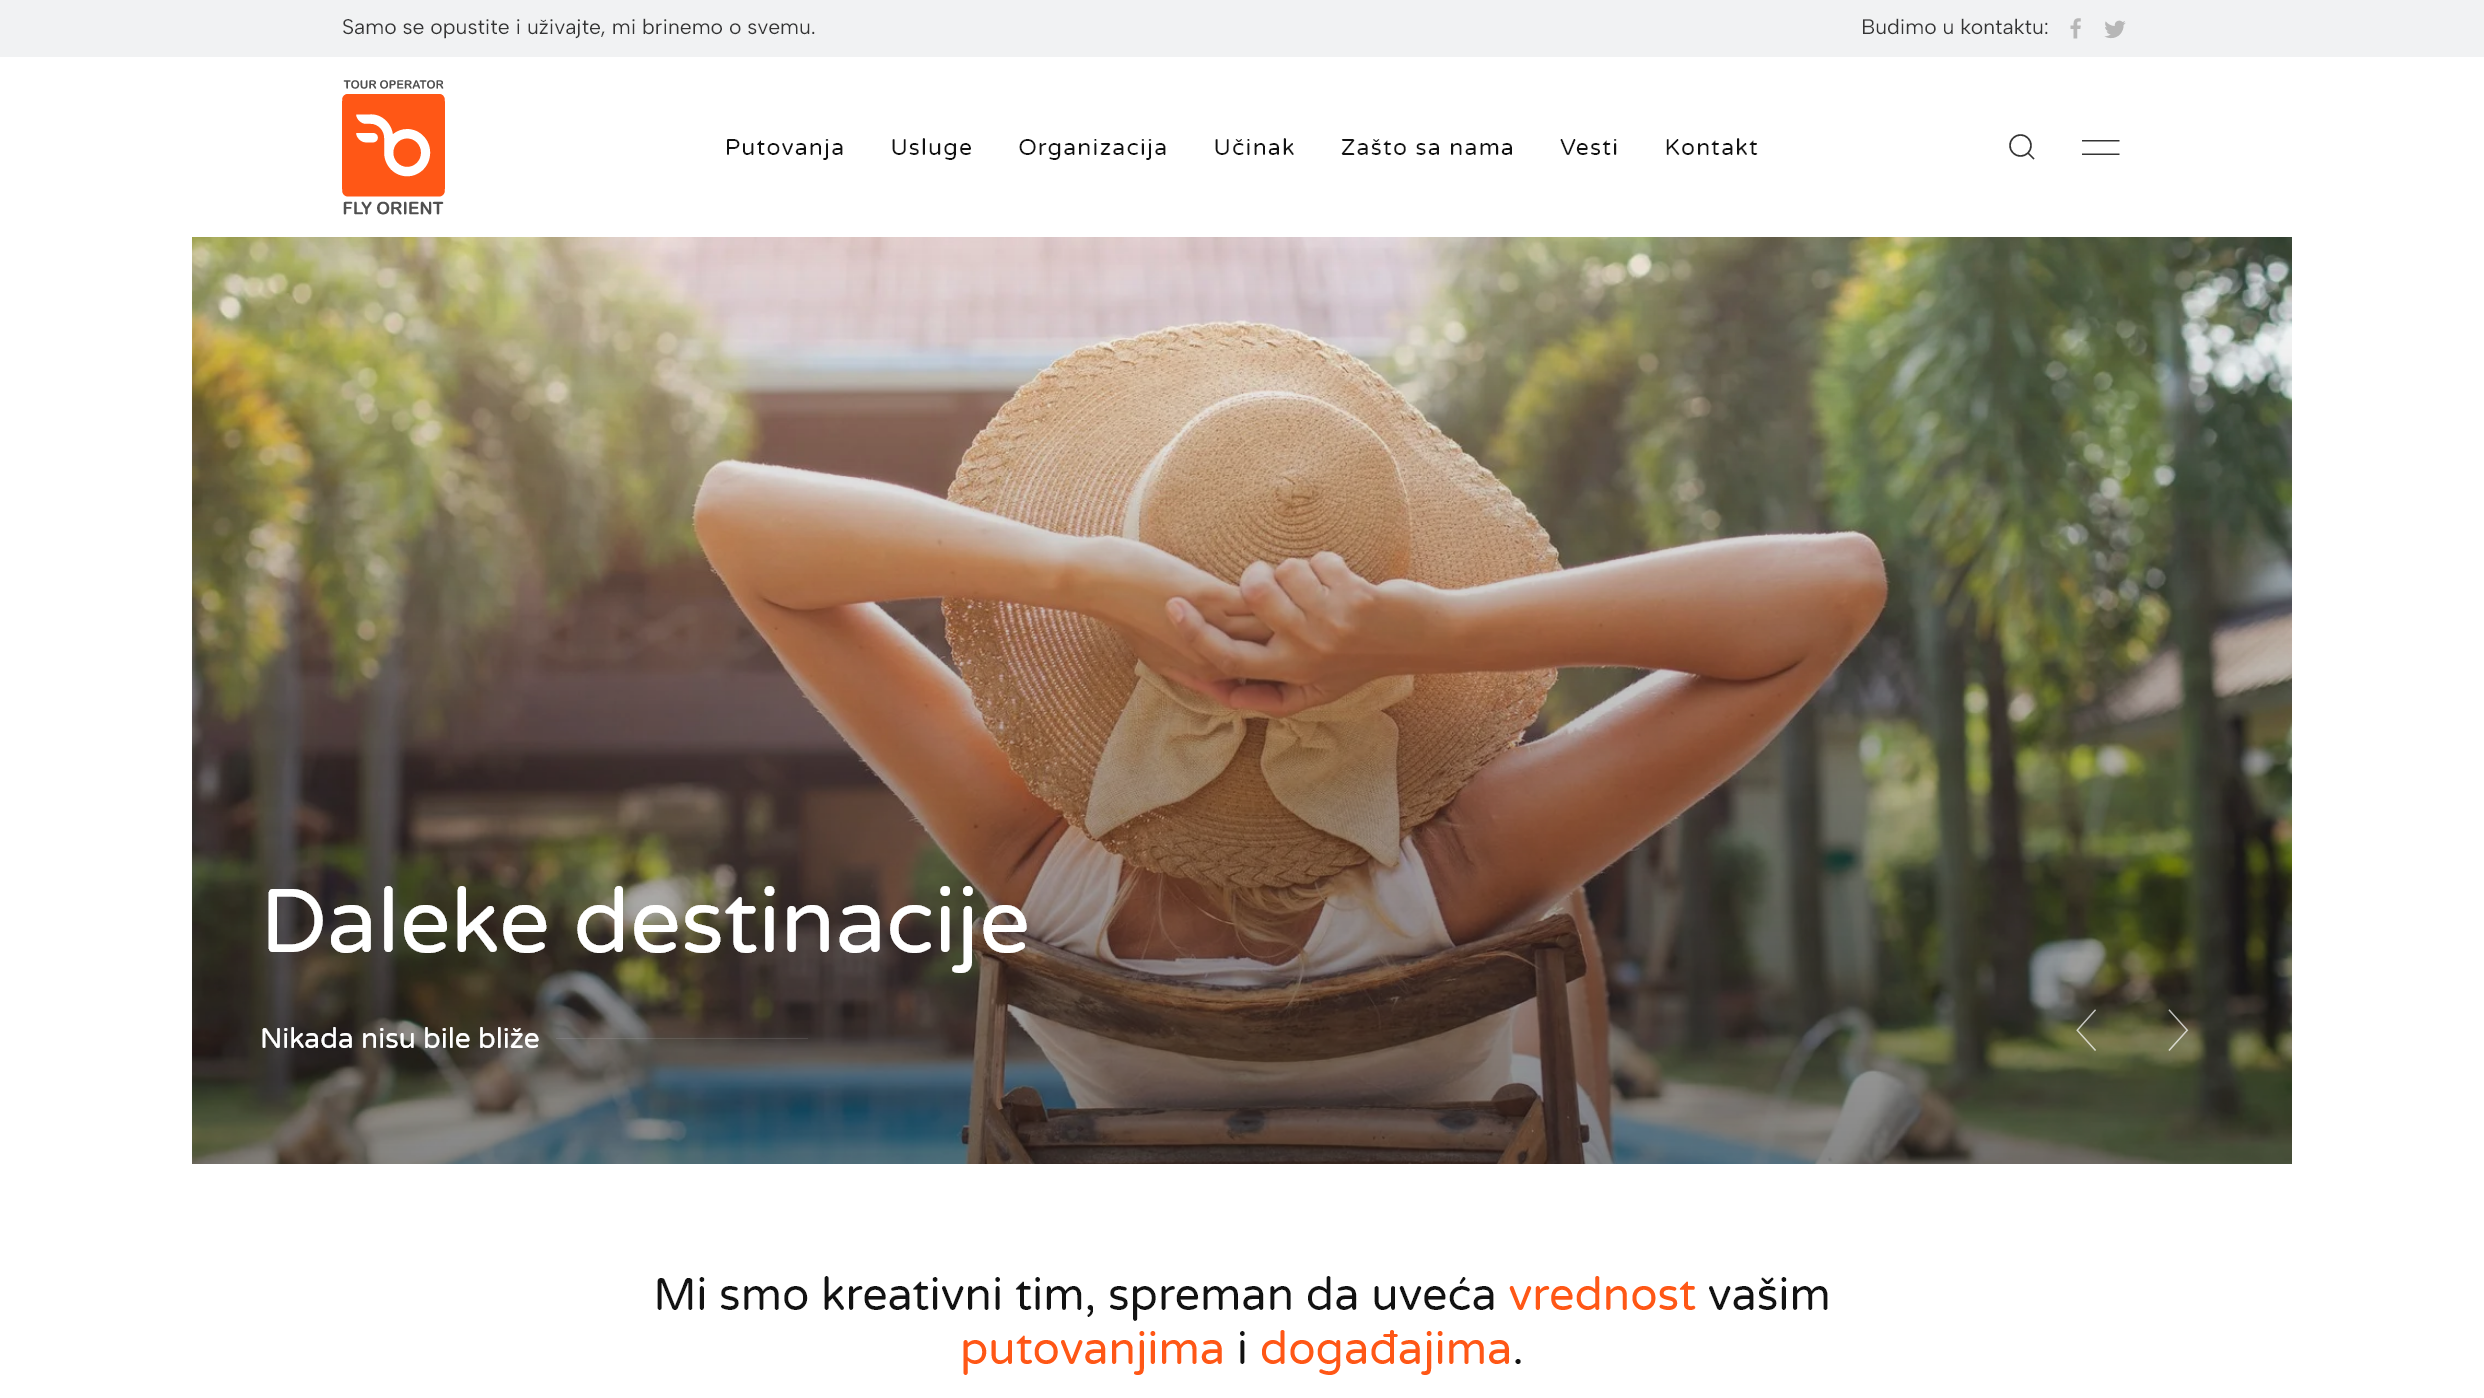 Samo se opustite i uživajte, mi brinemo o svemu.
Budimo u kontaktu:
TOUR OPERATOR
FLY ORIENT
Putovanja Usluge Organizacija Učinak Zašto sa nama Vesti Kontakt
Daleke destinacije
Nikada nisu bile bliže
Mi smo kreativni tim, spreman da uveća vrednost vašim
putovanjima i događajima.